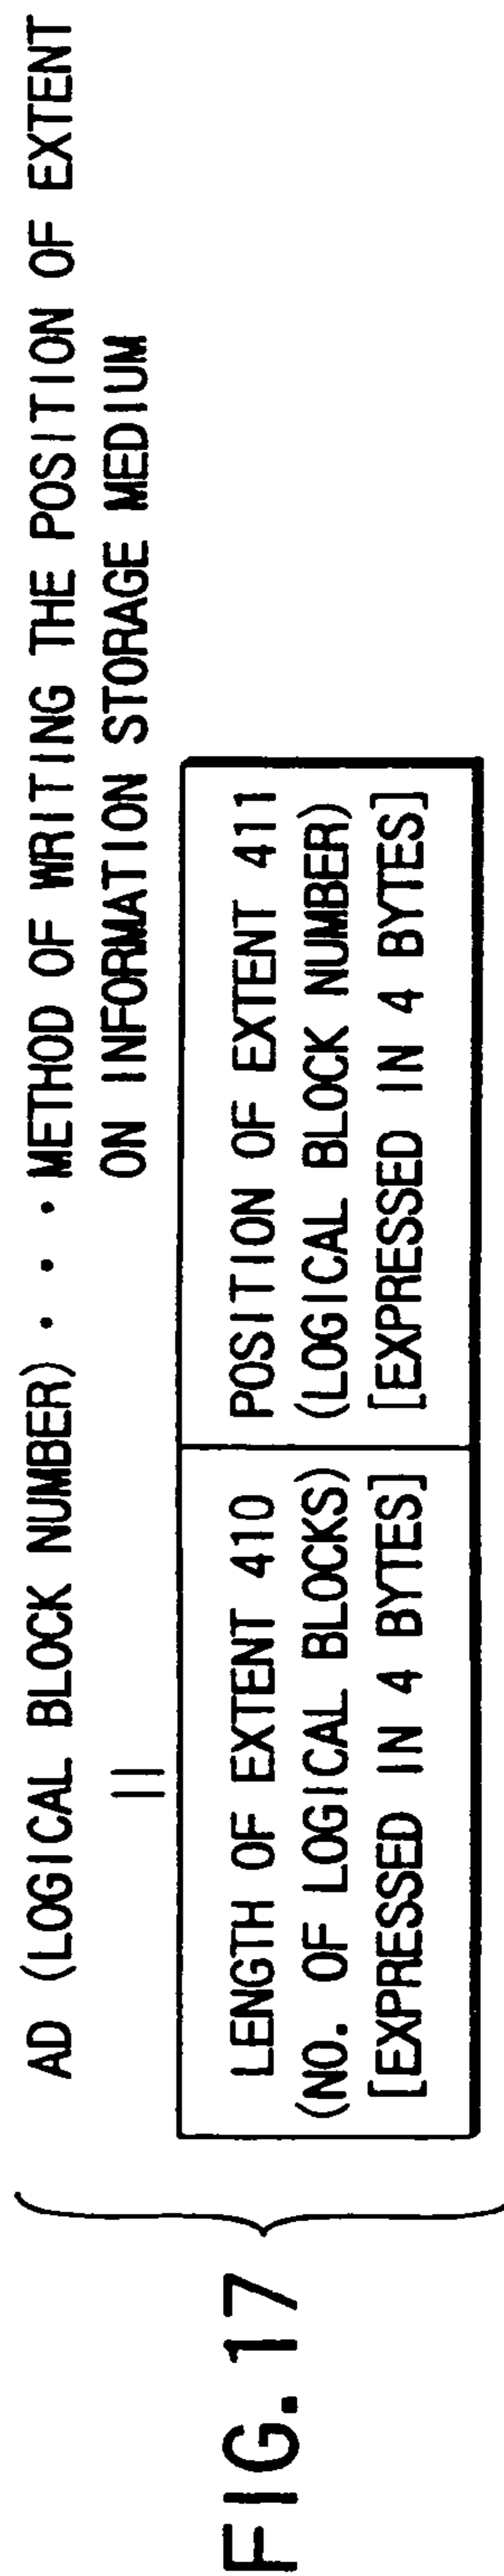 AD (LOGICAL BLOCK NUMBER) • • • METHOD OF WRITING THE POSITION OF EXTENT
ON INFORMATION STORAGE MEDIUM
||
LENGTH OF EXTENT 410
(NO. OF LOGICAL BLOCKS)
[EXPRESSED IN 4 BYTES]
POSITION OF EXTENT 411
(LOGICAL BLOCK NUMBER)
[EXPRESSED IN 4 BYTES]
FIG. 17